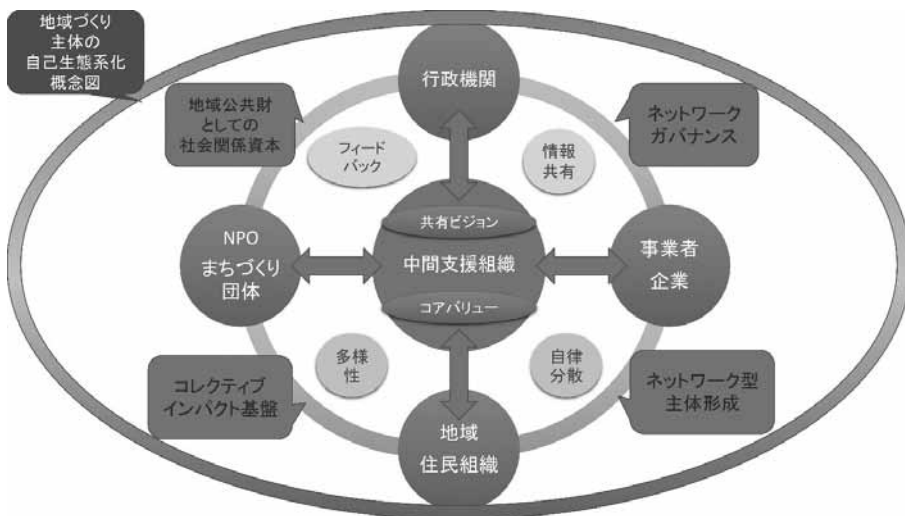 地域づくり
主体の
自己生態系化
概念図
行政機関
地域公共財
としての
社会関係資本
ネットワーク
ガバナンス
フィード
バック
情報
共有
共有ビジョン
NPO
まちづくり
団体
中間支援組織
事業者
企業
コアバリュー
多様
性
自律
分散
コレクティブ
インパクト基盤
ネットワーク型
主体形成
地域
住民組織